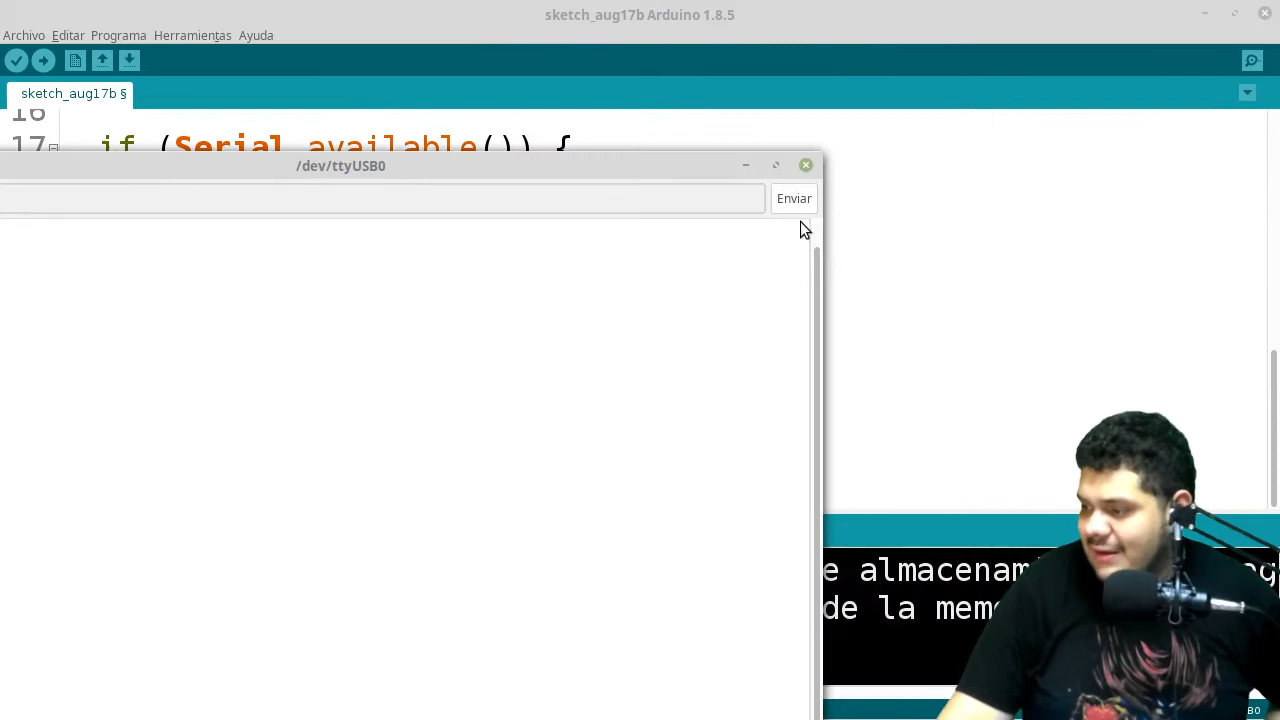 sketch_aug17b Arduino 1.8.5
Archivo Editar Programa Herramientas Ayuda
sketch_aug17b §
16
17 if (Serial.available()) {
/dev/ttyUSB0
Enviar
e almacenam
de la mem
B0